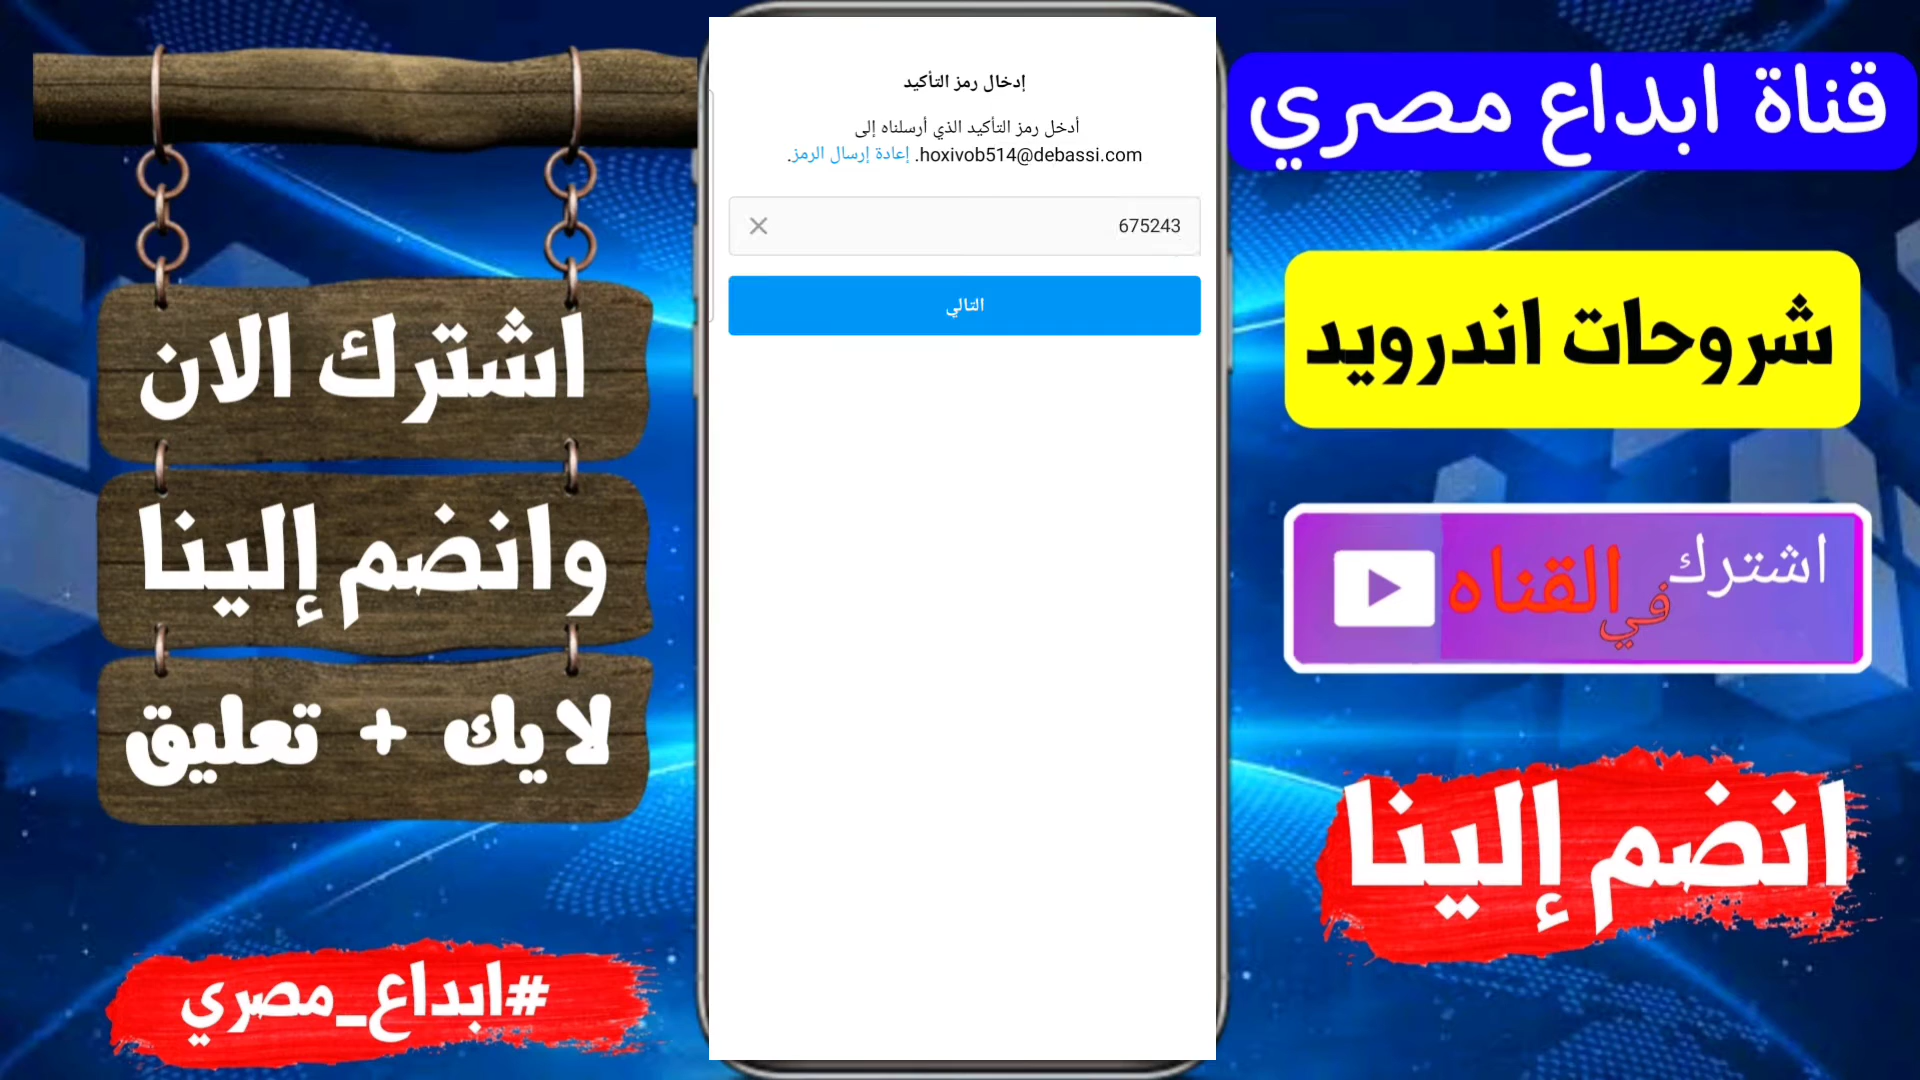 إدخال رمز التأكيد
أدخل رمز التأكيد الذي أرسلناه إلى
hoxivob514@debassi.com. إعادة إرسال الرمز.
675243
التالي
قناة ابداع مصري
شروحات اندرويد
اشترك في القناه
انضم إلينا
اشترك الان
وانضم إلينا
لايك + تعليق
#ابداع_مصري